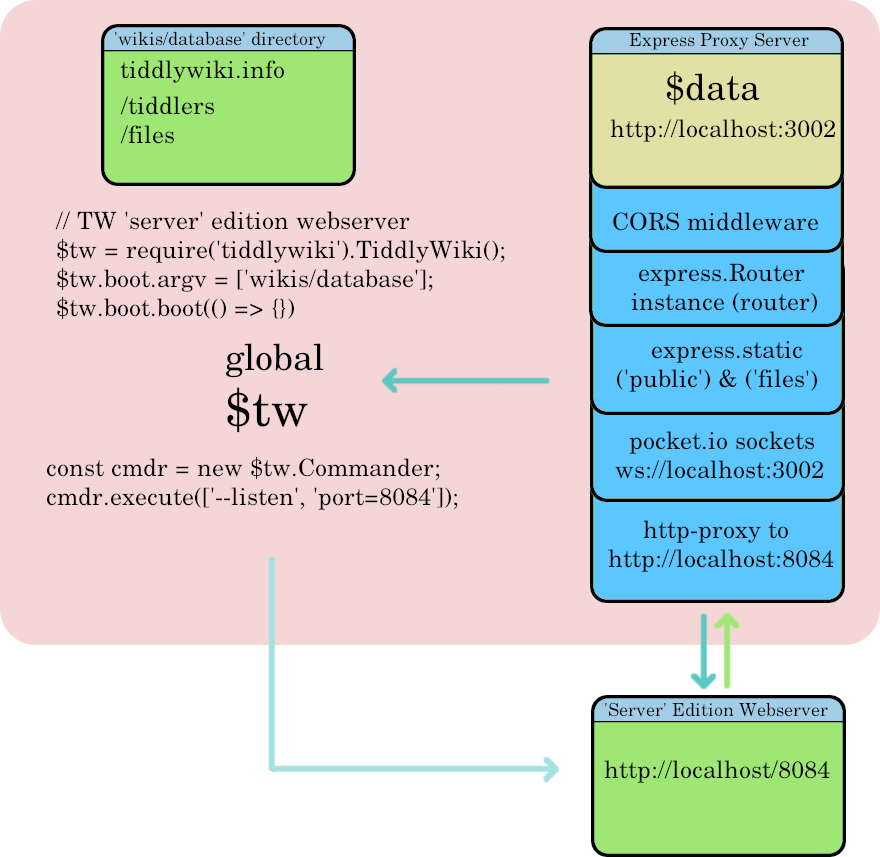 'wikis/database' directory
tiddlywiki.info
/tiddlers
/files
// TW 'server' edition webserver
$tw = require('tiddlywiki').TiddlyWiki();
$tw.boot.argv = ['wikis/database'];
$tw.boot.boot(() => {})
global
$tw
const cmdr = new $tw.Commander;
cmdr.execute(['--listen', 'port=8084']);
Express Proxy Server
$data
http://localhost:3002
CORS middleware
express.Router
instance (router)
express.static
('public') & ('files')
pocket.io sockets
ws://localhost:3002
http-proxy to
http://localhost:8084
'Server' Edition Webserver
http://localhost/8084